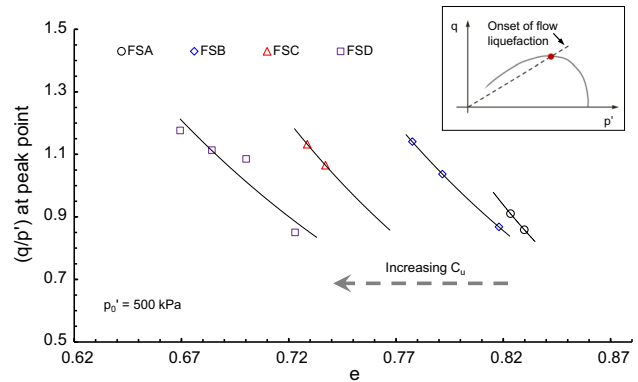 1.5
1.3
1.1
0.9
0.7
0.5
(q/p') at peak point
FSA FSB FSC FSD
q
Onset of flow
liquefaction
p'
Increasing Cu
p0' = 500 kPa
0.62 0.67 0.72 0.77 0.82 0.87
e